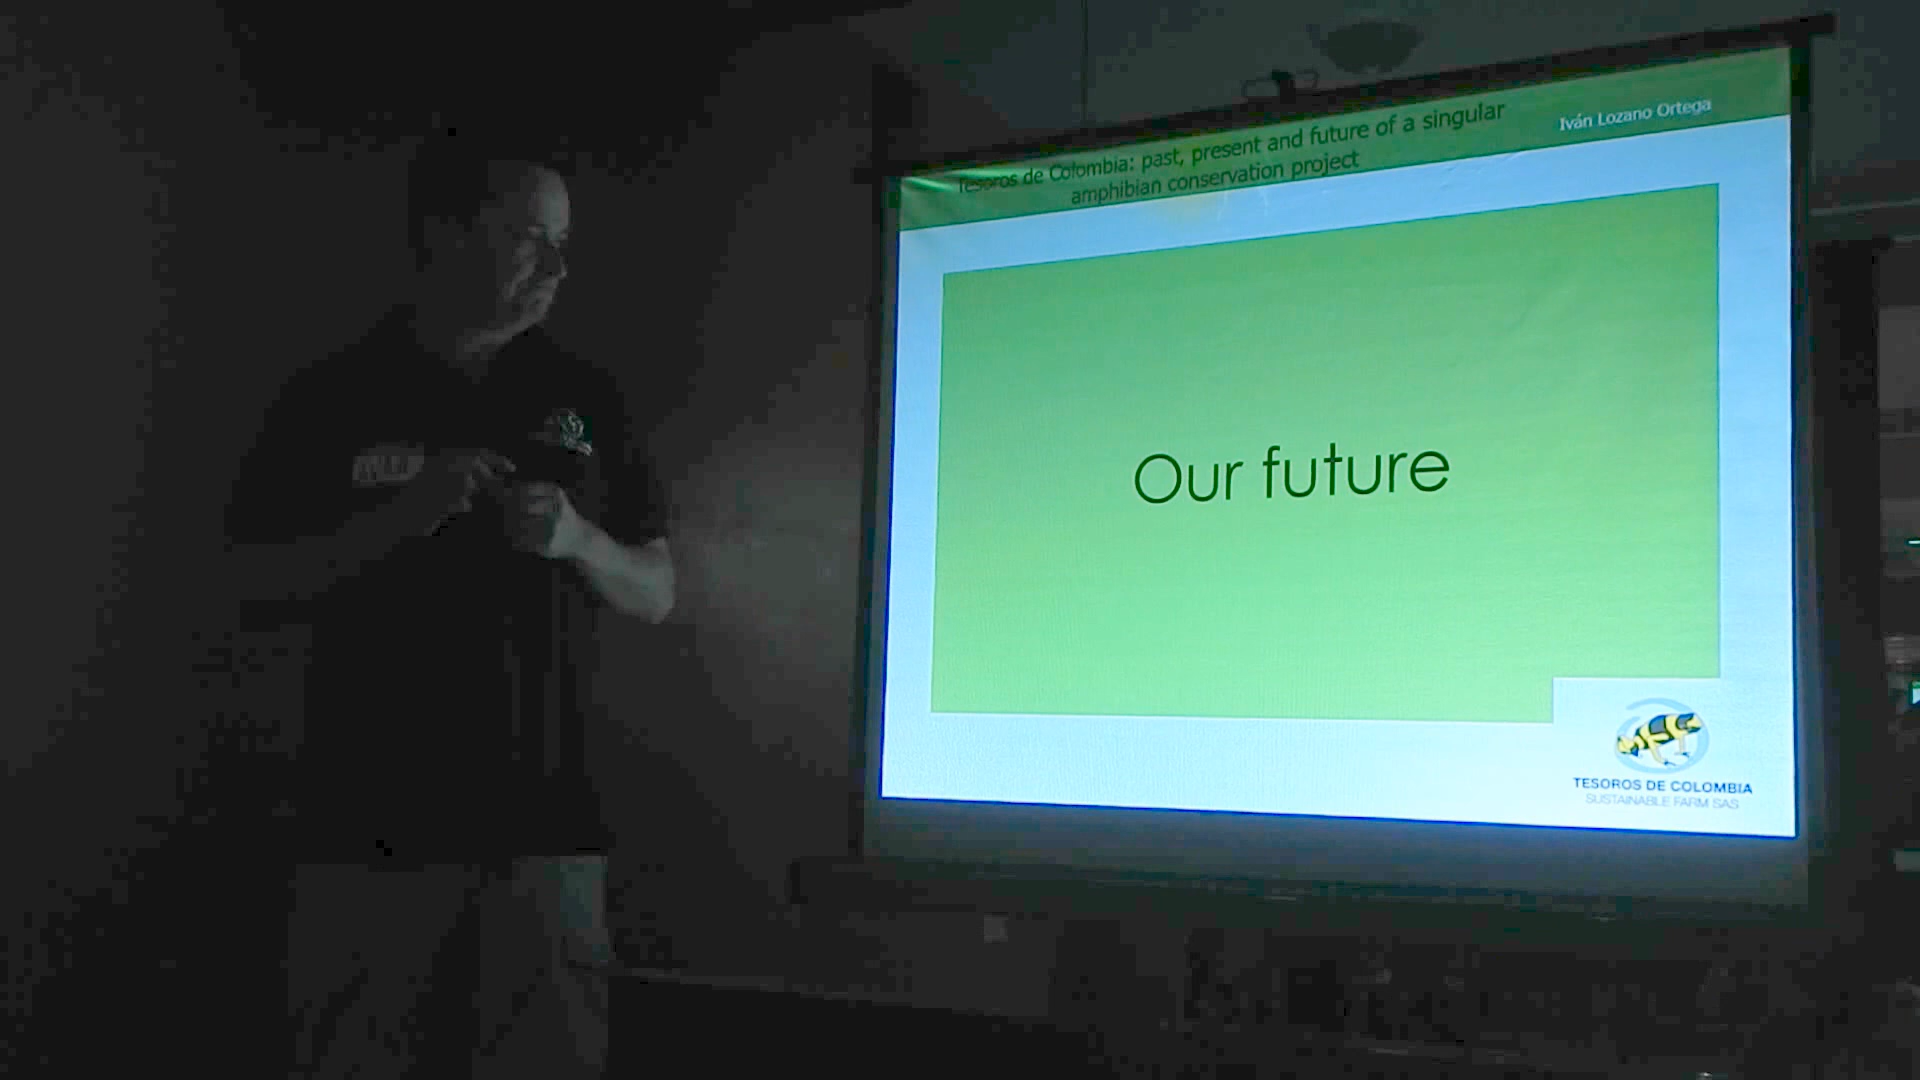 Tesoros de Colombia: past, present and future of a singular
amphibian conservation project
Iván Lozano Ortega
Our future
TESOROS DE COLOMBIA
SUSTAINABLE FARM SAS